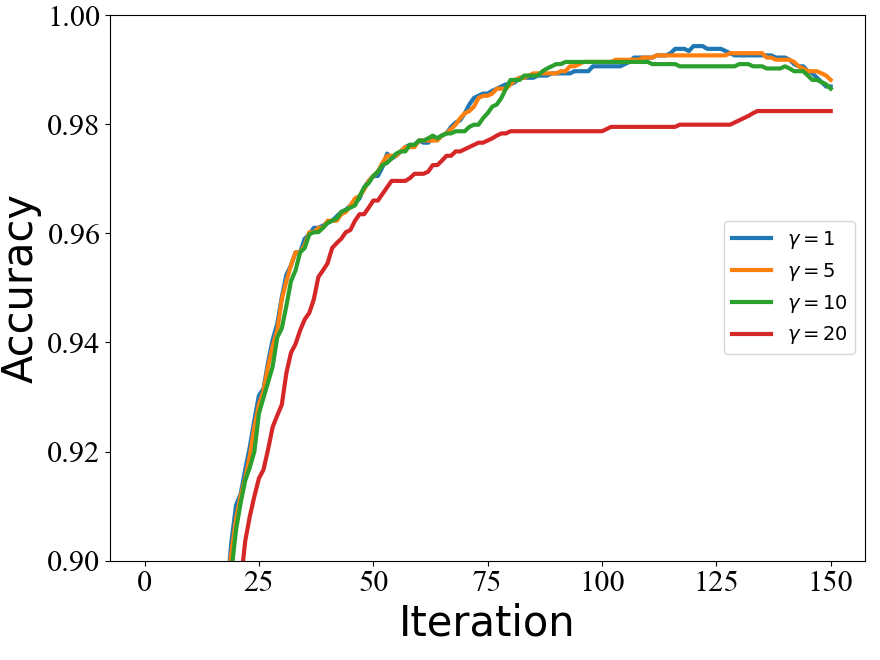 1.00
0.98
0.96
0.94
0.92
0.90
Accuracy
0 25 50 75 100 125 150
Iteration
γ = 1
γ = 5
γ = 10
γ = 20